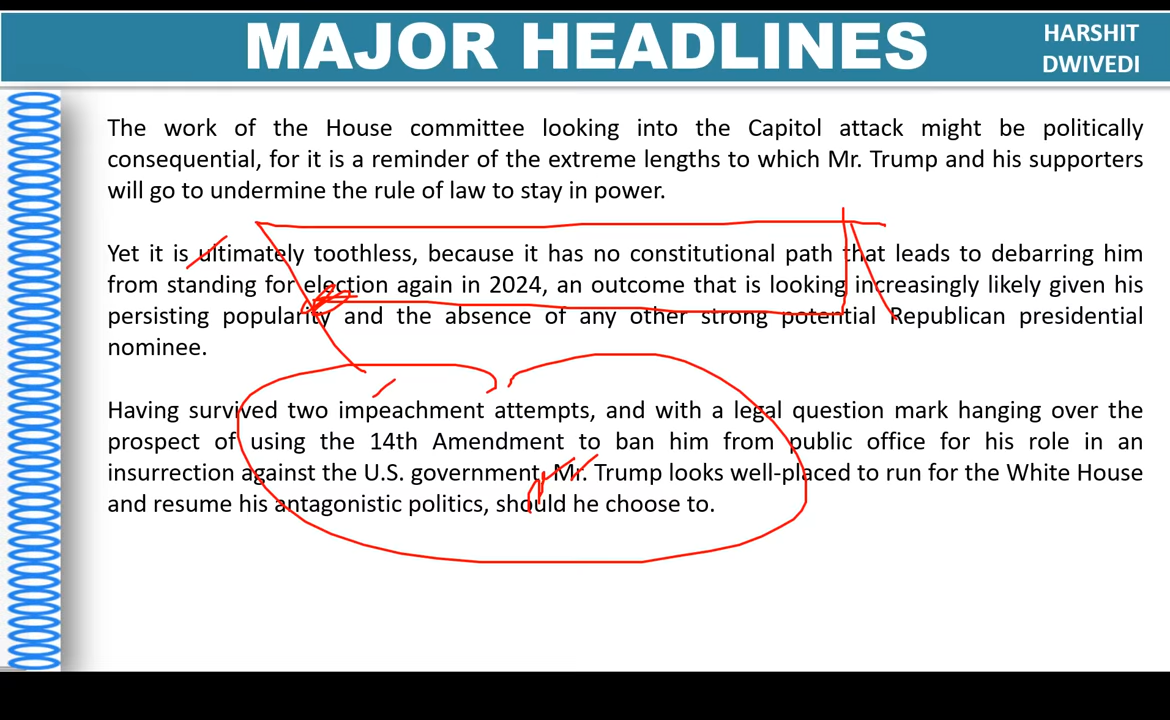 MAJOR HEADLINES
HARSHIT
DWIVEDI
The work of the House committee looking into the Capitol attack might be politically
consequential, for it is a reminder of the extreme lengths to which Mr. Trump and his supporters
will go to undermine the rule of law to stay in power.
Yet it is ultimately toothless, because it has no constitutional path that leads to debarring him
from standing for election again in 2024, an outcome that is looking increasingly likely given his
persisting popularity and the absence of any other strong potential Republican presidential
nominee.
Having survived two impeachment attempts, and with a legal question mark hanging over the
prospect of using the 14th Amendment to ban him from public office for his role in an
insurrection against the U.S. government, Mr. Trump looks well-placed to run for the White House
and resume his antagonistic politics, should he choose to.